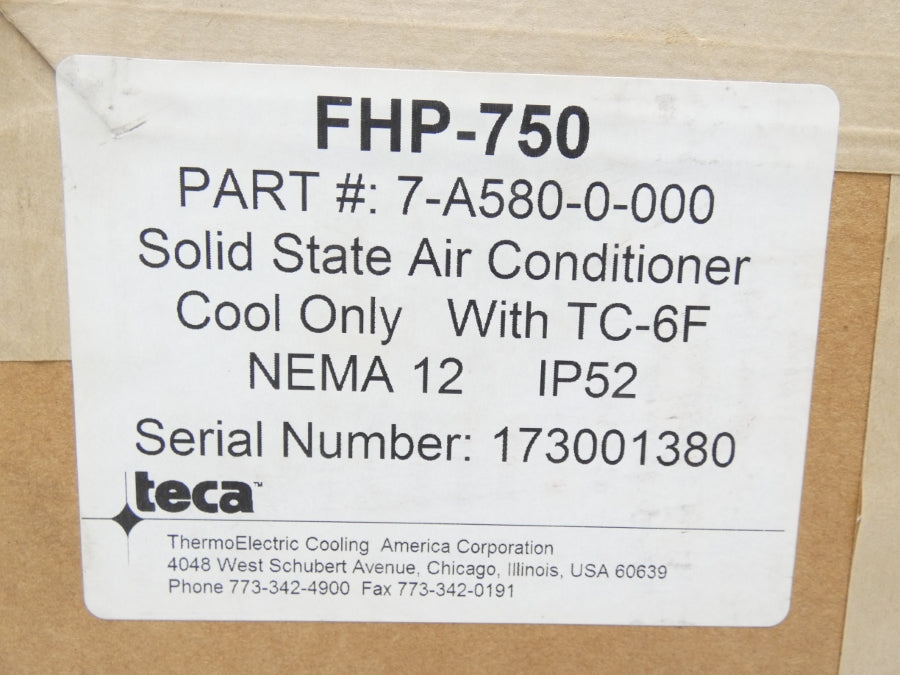 FHP-750
PART #: 7-A580-0-000
Solid State Air Conditioner
Cool Only With TC-6F
NEMA 12 IP52
Serial Number: 173001380
teca™
ThermoElectric Cooling America Corporation
4048 West Schubert Avenue, Chicago, Illinois, USA 60639
Phone 773-342-4900 Fax 773-342-0191